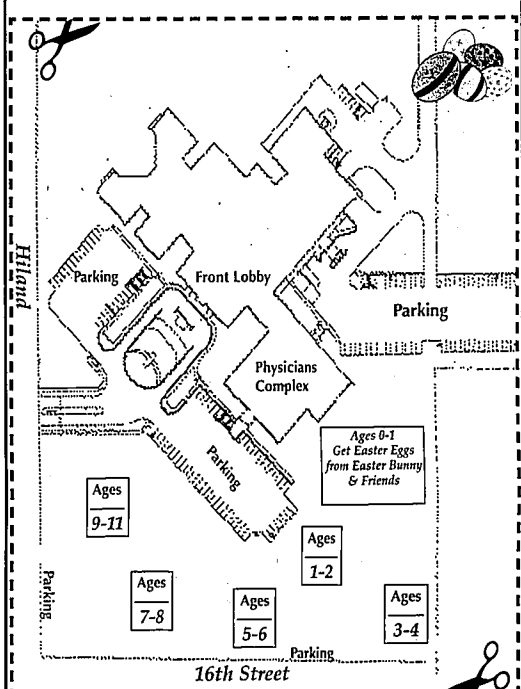 Hiland
Parking
Front Lobby
Parking
Physicians
Complex
Parking
Ages 0-1
Get Easter Eggs
from Easter Bunny
& Friends
Ages
9-11
Ages
1-2
Ages
7-8
Ages
5-6
Ages
3-4
Parking
Parking
16th Street